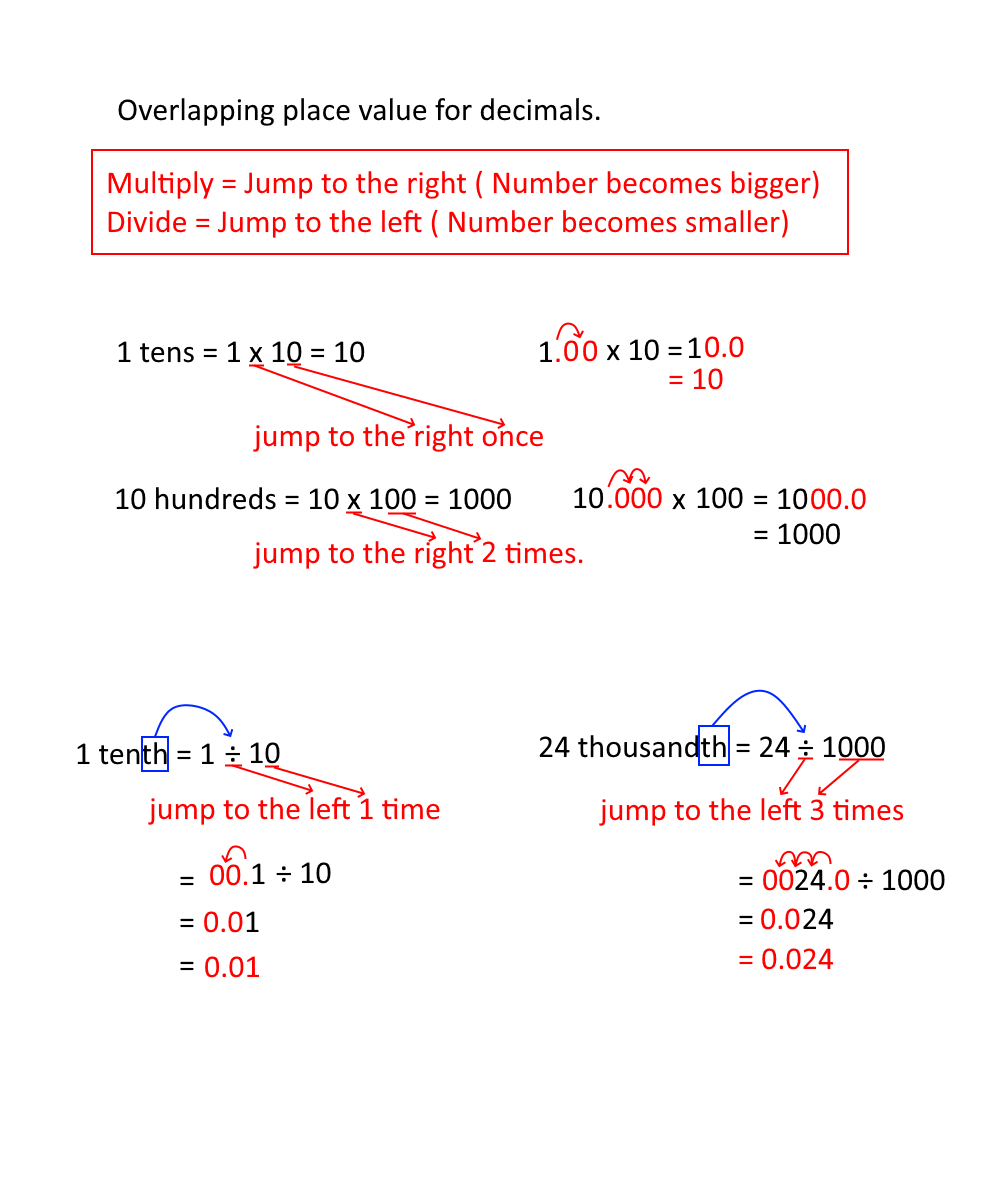 Overlapping place value for decimals.
Multiply = Jump to the right ( Number becomes bigger)
Divide = Jump to the left ( Number becomes smaller)
1 tens = 1 x 10 = 10
1.00 x 10 = 10.0
= 10
jump to the right once
10 hundreds = 10 x 100 = 1000
10.000 x 100 = 1000.0
= 1000
jump to the right 2 times.
1 tenth = 1 ÷ 10
jump to the left 1 time
= 00.1 ÷ 10
= 0.01
= 0.01
24 thousandth = 24 ÷ 1000
jump to the left 3 times
= 0024.0 ÷ 1000
= 0.024
= 0.024